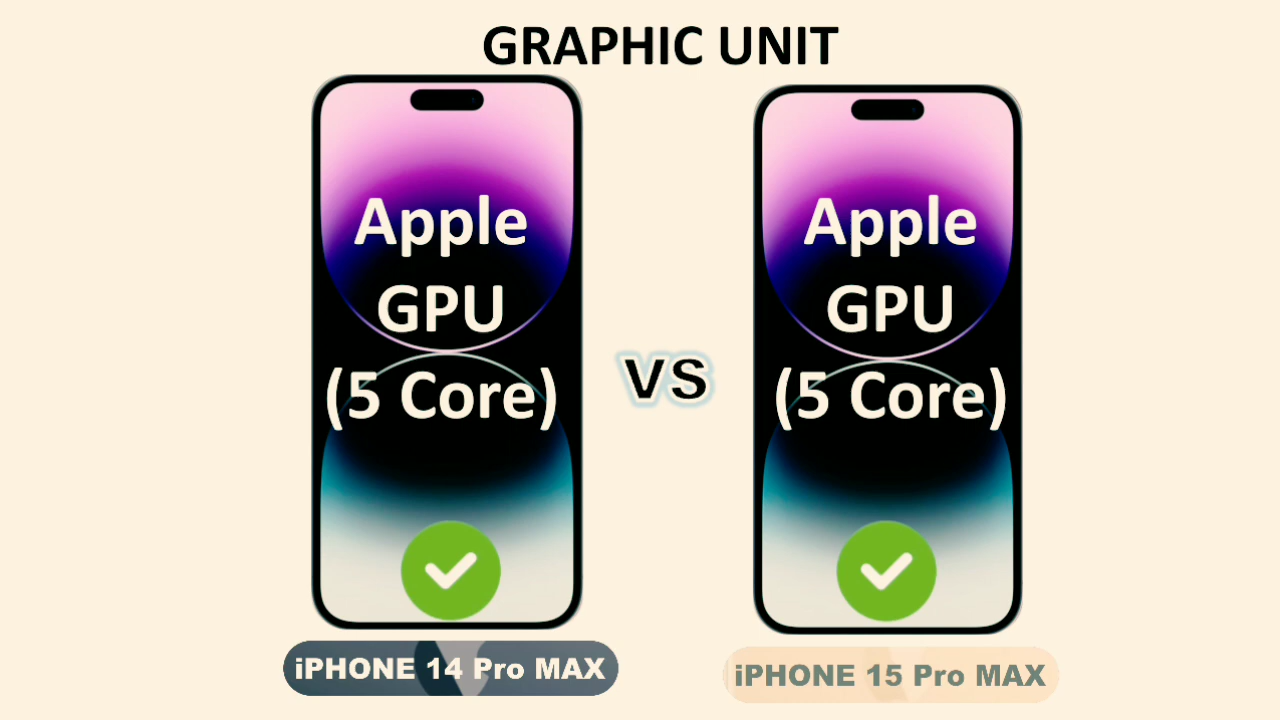 GRAPHIC UNIT
Apple
GPU
(5 Core)
VS
Apple
GPU
(5 Core)
iPHONE 14 Pro MAX
iPHONE 15 Pro MAX